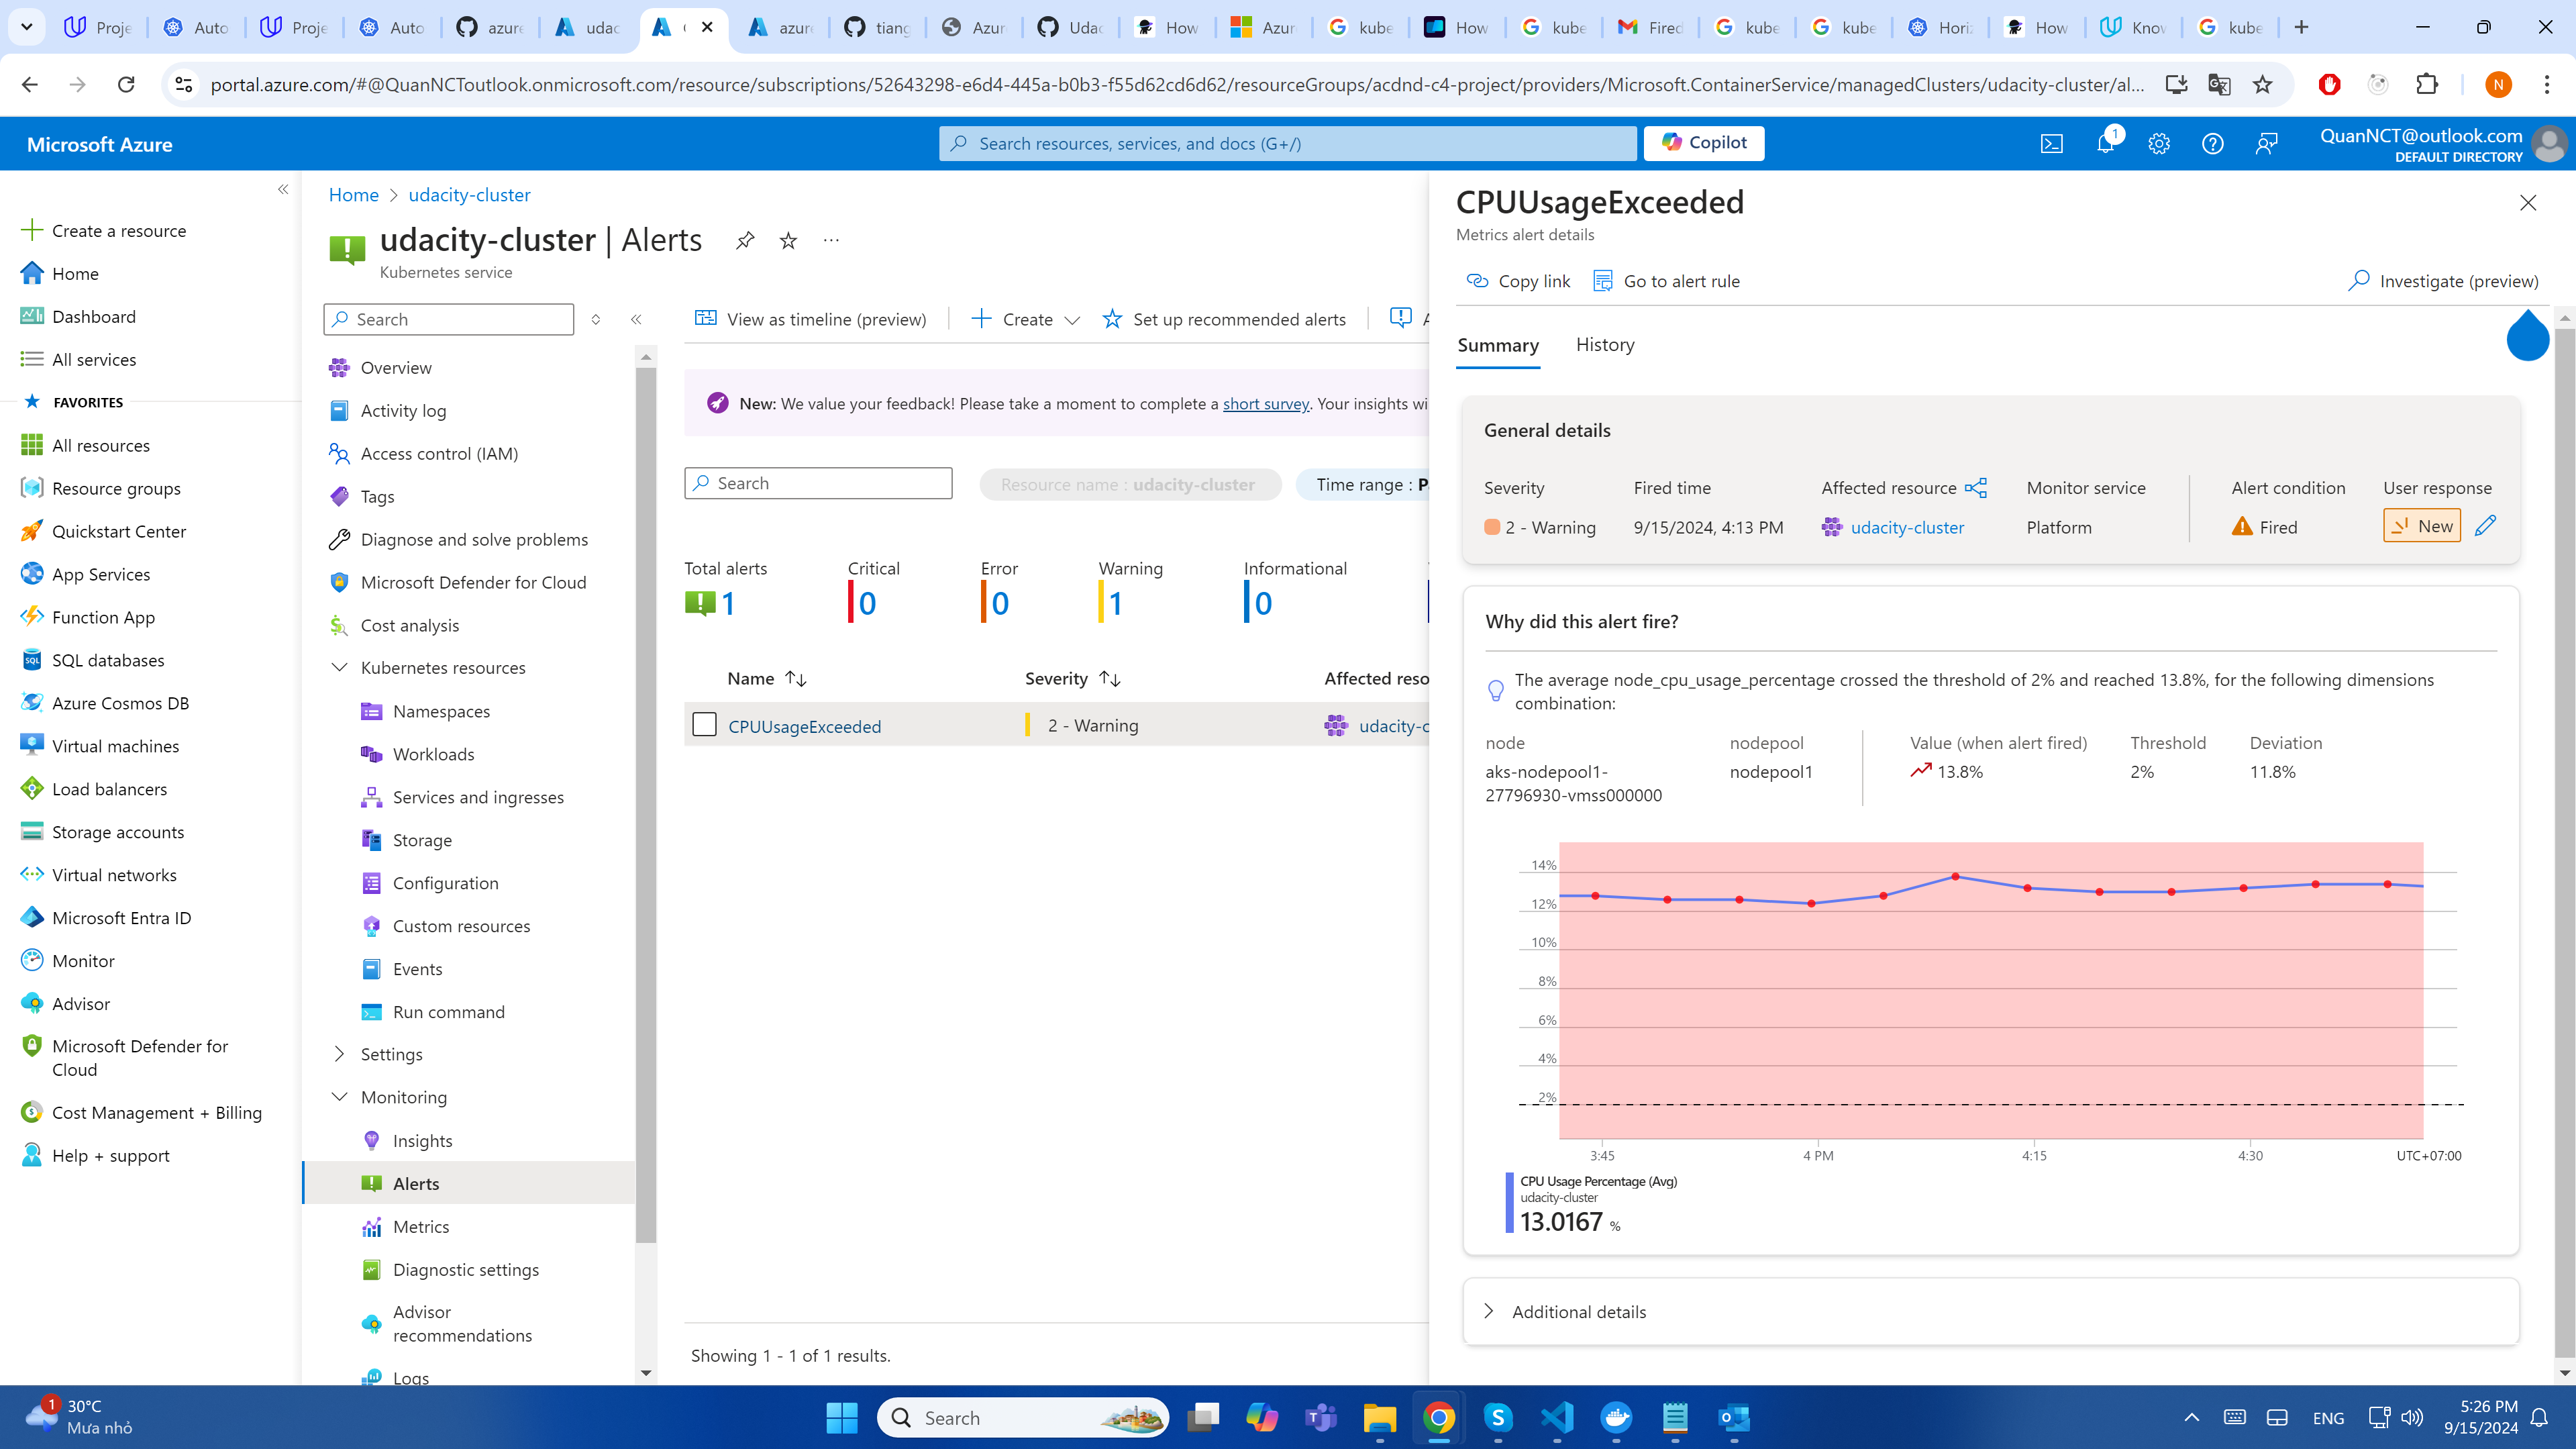 Proje
Auto
Proje
Auto
azure
udac
azure
tiang
Azur
Udac
How
Azur
kube
How
kube
Fired
kube
kube
Horiz
How
Know
kube
portal.azure.com/#@QuanNCToutlook.onmicrosoft.com/resource/subscriptions/52643298-e6d4-445a-b0b3-f55d62cd6d62/resourceGroups/acdnd-c4-project/providers/Microsoft.ContainerService/managedClusters/udacity-cluster/al...
N
Microsoft Azure
Search resources, services, and docs (G+/)
Copilot
1
QuanNCT@outlook.com
DEFAULT DIRECTORY
Create a resource
Home
Dashboard
All services
FAVORITES
All resources
Resource groups
Quickstart Center
App Services
Function App
SQL databases
Azure Cosmos DB
Virtual machines
Load balancers
Storage accounts
Virtual networks
Microsoft Entra ID
Monitor
Advisor
Microsoft Defender for
Cloud
Cost Management + Billing
Help + support
Home > udacity-cluster
udacity-cluster | Alerts
Kubernetes service
Search
Overview
Activity log
Access control (IAM)
Tags
Diagnose and solve problems
Microsoft Defender for Cloud
Cost analysis
Kubernetes resources
Namespaces
Workloads
Services and ingresses
Storage
Configuration
Custom resources
Events
Run command
Settings
Monitoring
Insights
Alerts
Metrics
Diagnostic settings
Advisor
recommendations
Logs
View as timeline (preview)
Create
Set up recommended alerts
New: We value your feedback! Please take a moment to complete a short survey. Your insights wi
Search
Resource name : udacity-cluster
Time range : P
Total alerts
1
Critical
0
Error
0
Warning
1
Informational
0
Name
Severity
Affected reso
CPUUsageExceeded
2 - Warning
udacity-c
Showing 1 - 1 of 1 results.
CPUUsageExceeded
Metrics alert details
Copy link
Go to alert rule
Investigate (preview)
Summary
History
General details
Severity
Fired time
Affected resource
Monitor service
Alert condition
User response
2 - Warning
9/15/2024, 4:13 PM
udacity-cluster
Platform
Fired
New
Why did this alert fire?
The average node_cpu_usage_percentage crossed the threshold of 2% and reached 13.8%, for the following dimensions
combination:
node
nodepool
Value (when alert fired)
Threshold
Deviation
aks-nodepool1-
27796930-vmss000000
nodepool1
13.8%
2%
11.8%
14%
12%
10%
8%
6%
4%
2%
3:45
4 PM
4:15
4:30
UTC+07:00
CPU Usage Percentage (Avg)
udacity-cluster
13.0167 %
Additional details
1
30°C
Mưa nhỏ
Search
ENG
5:26 PM
9/15/2024